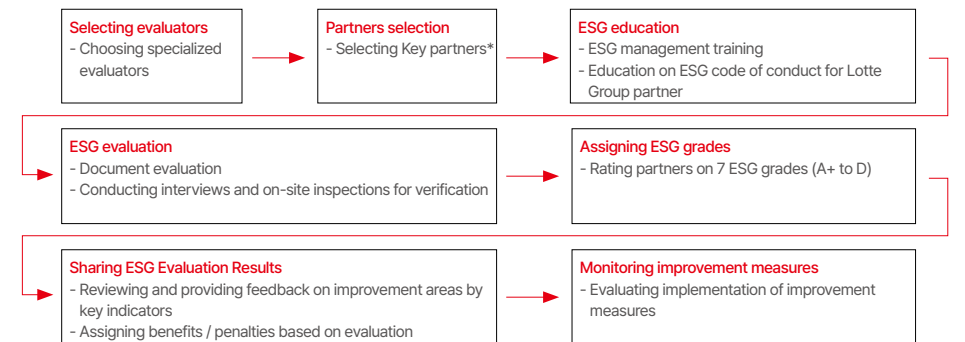 Selecting evaluators
- Choosing specialized
evaluators
Partners selection
- Selecting Key partners*
ESG education
- ESG management training
- Education on ESG code of conduct for Lotte
Group partner
ESG evaluation
- Document evaluation
- Conducting interviews and on-site inspections for verification
Assigning ESG grades
- Rating partners on 7 ESG grades (A+ to D)
Sharing ESG Evaluation Results
- Reviewing and providing feedback on improvement areas by
key indicators
- Assigning benefits / penalties based on evaluation
Monitoring improvement measures
- Evaluating implementation of improvement
measures